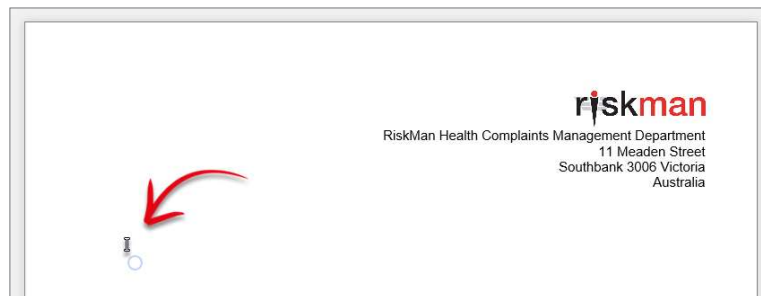 riskman
RiskMan Health Complaints Management Department
11 Meaden Street
Southbank 3006 Victoria
Australia